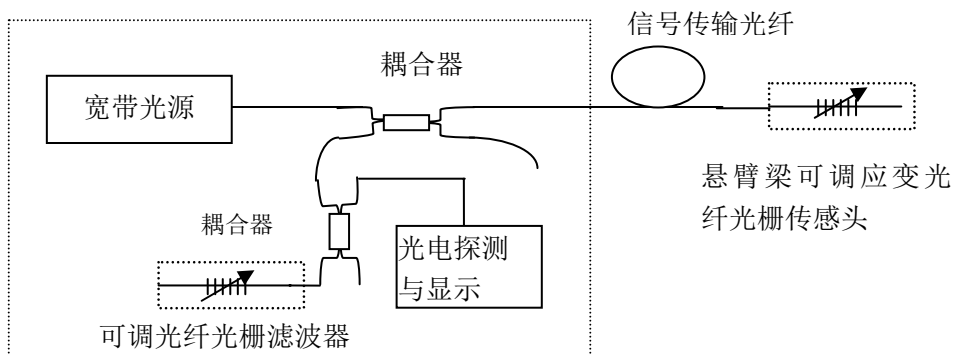 信号传输光纤
耦合器
宽带光源
悬臂梁可调应变光
纤光栅传感头
耦合器
光电探测
与显示
可调光纤光栅滤波器